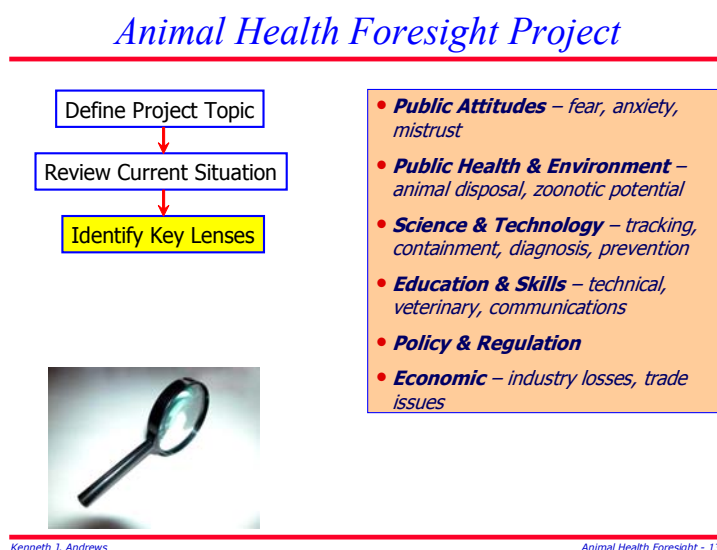 Animal Health Foresight Project
Define Project Topic
Review Current Situation
Identify Key Lenses
• Public Attitudes – fear, anxiety,
mistrust
• Public Health & Environment –
animal disposal, zoonotic potential
• Science & Technology – tracking,
containment, diagnosis, prevention
• Education & Skills – technical,
veterinary, communications
• Policy & Regulation
• Economic – industry losses, trade
issues
Kenneth J. Andrews
Animal Health Foresight -